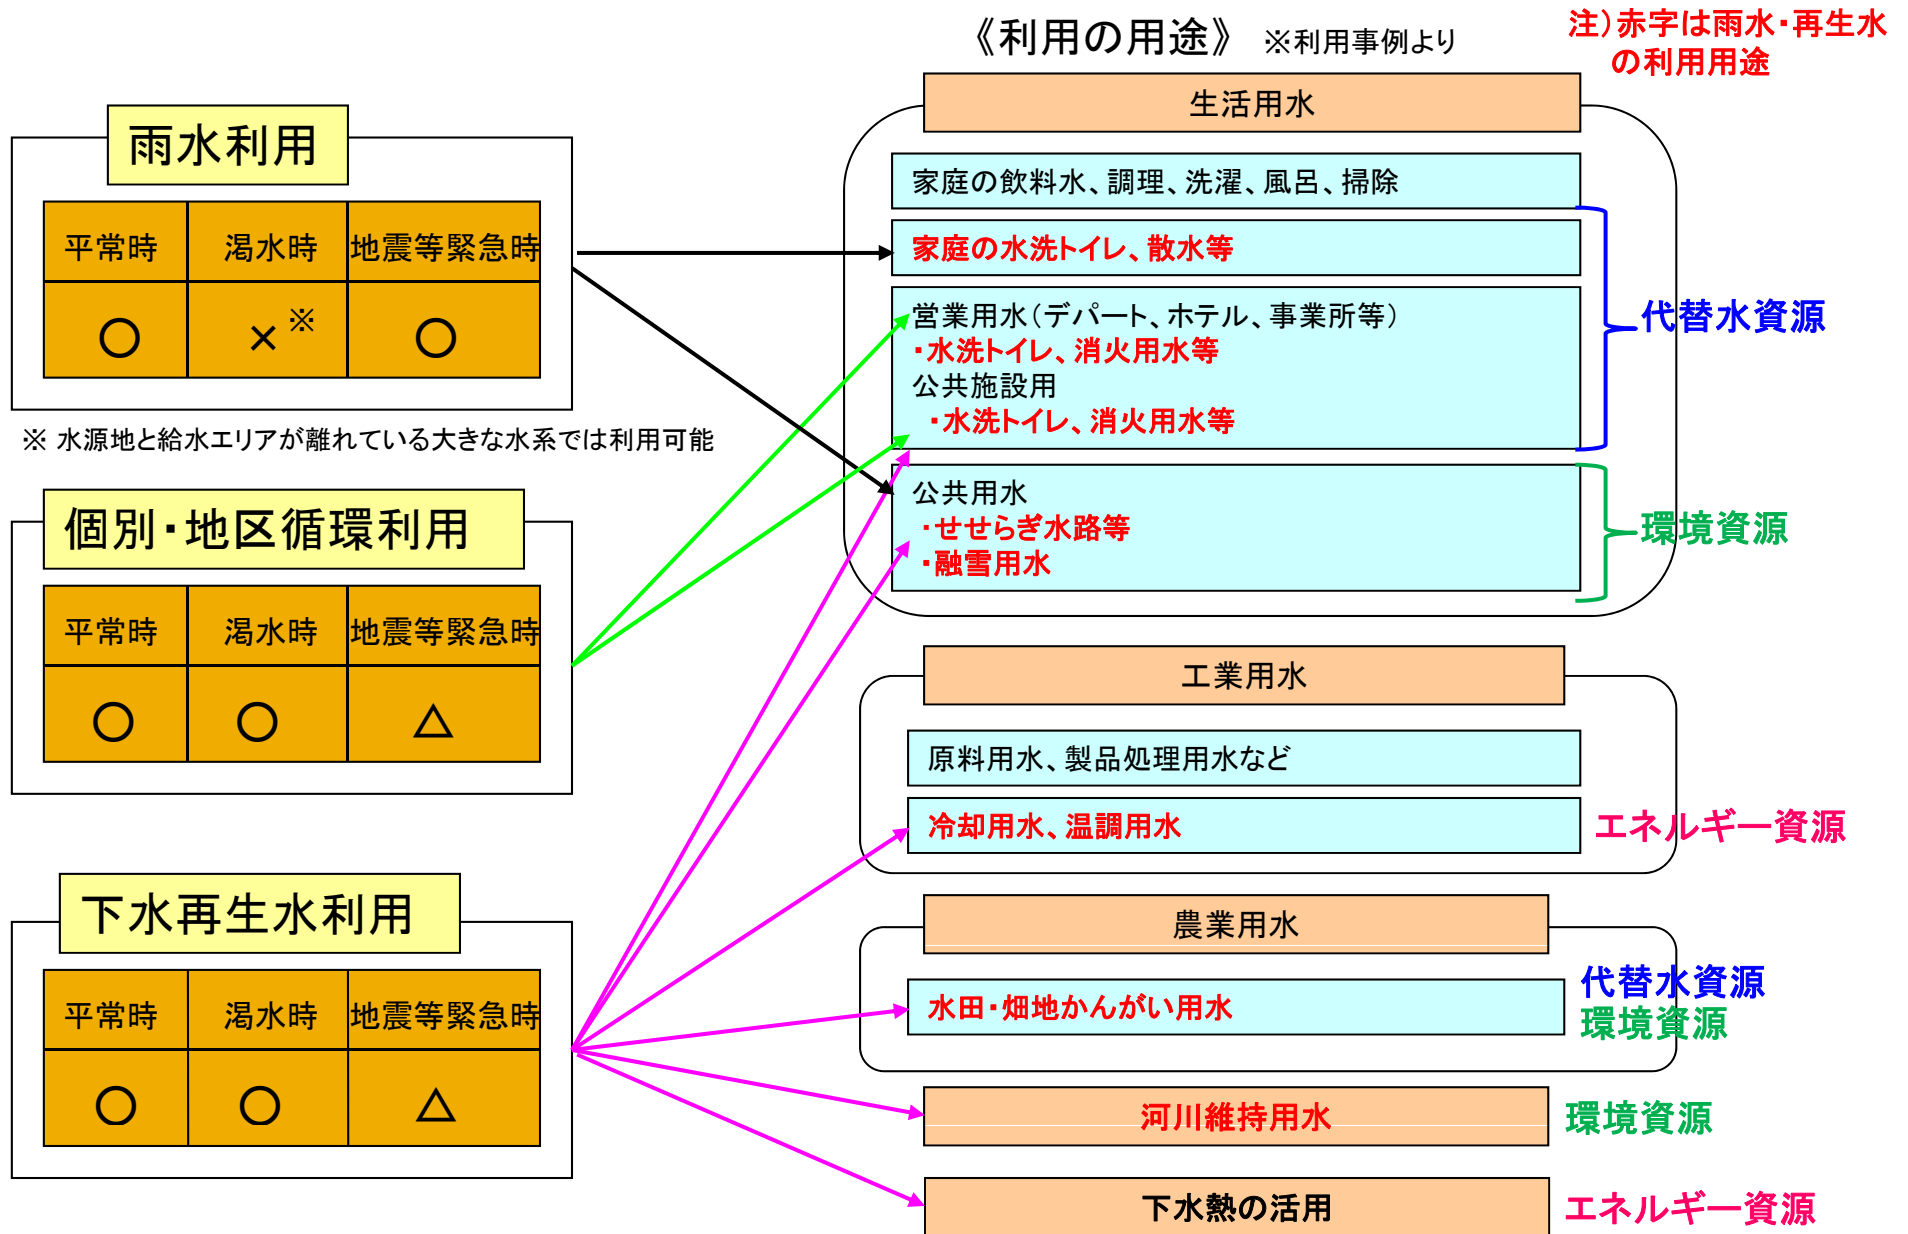 《利用の用途》 ※利用事例より
注）赤字は雨水・再生水
の利用用途
雨水利用
平常時 渇水時 地震等緊急時
○ ×※ ○
※ 水源地と給水エリアが離れている大きな水系では利用可能
個別・地区循環利用
平常時 渇水時 地震等緊急時
○ ○ △
下水再生水利用
平常時 渇水時 地震等緊急時
○ ○ △
生活用水
家庭の飲料水、調理、洗濯、風呂、掃除
家庭の水洗トイレ、散水等
営業用水（デパート、ホテル、事業所等）
・水洗トイレ、消火用水等
公共施設用
・水洗トイレ、消火用水等
代替水資源
公共用水
・せせらぎ水路等
・融雪用水
環境資源
工業用水
原料用水、製品処理用水など
冷却用水、温調用水
エネルギー資源
農業用水
水田・畑地かんがい用水
代替水資源
環境資源
河川維持用水
環境資源
下水熱の活用
エネルギー資源